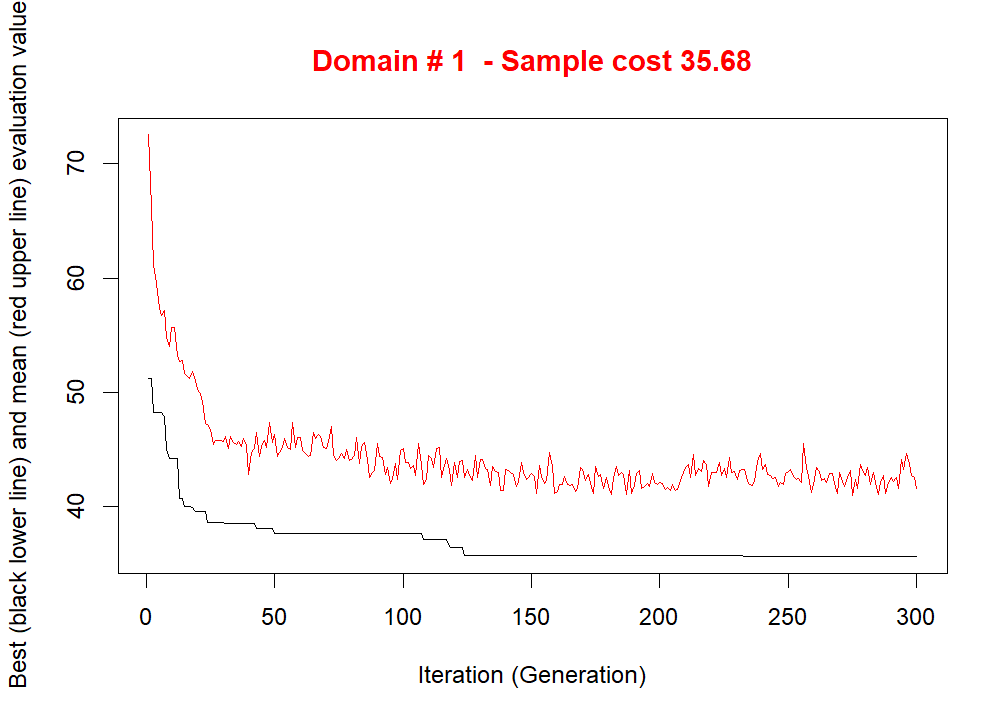 Domain # 1  - Sample cost 35.68
Best (black lower line) and mean (red upper line) evaluation value
70
60
50
40
0 50 100 150 200 250 300
Iteration (Generation)